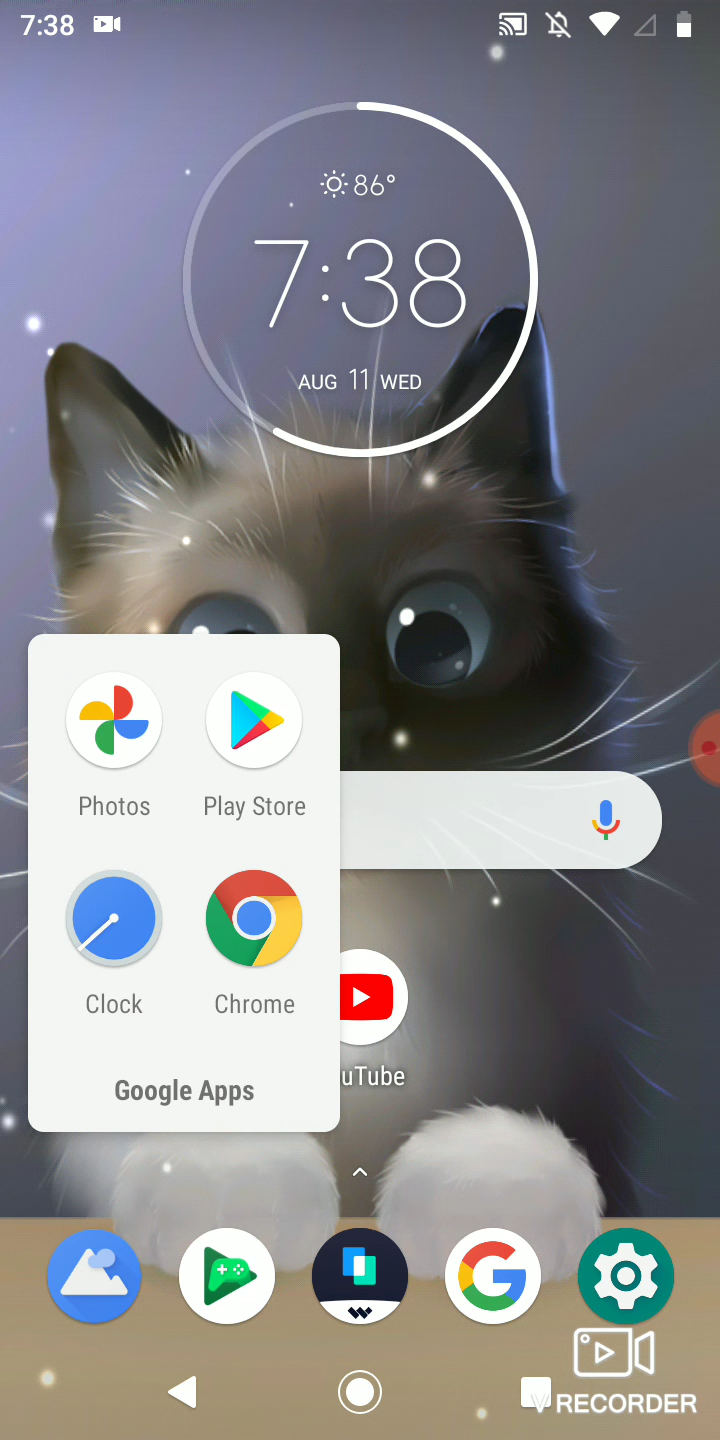 7:38
86°
7:38
AUG 11 WED
Photos
Play Store
Clock
Chrome
uTube
Google Apps
V RECORDER